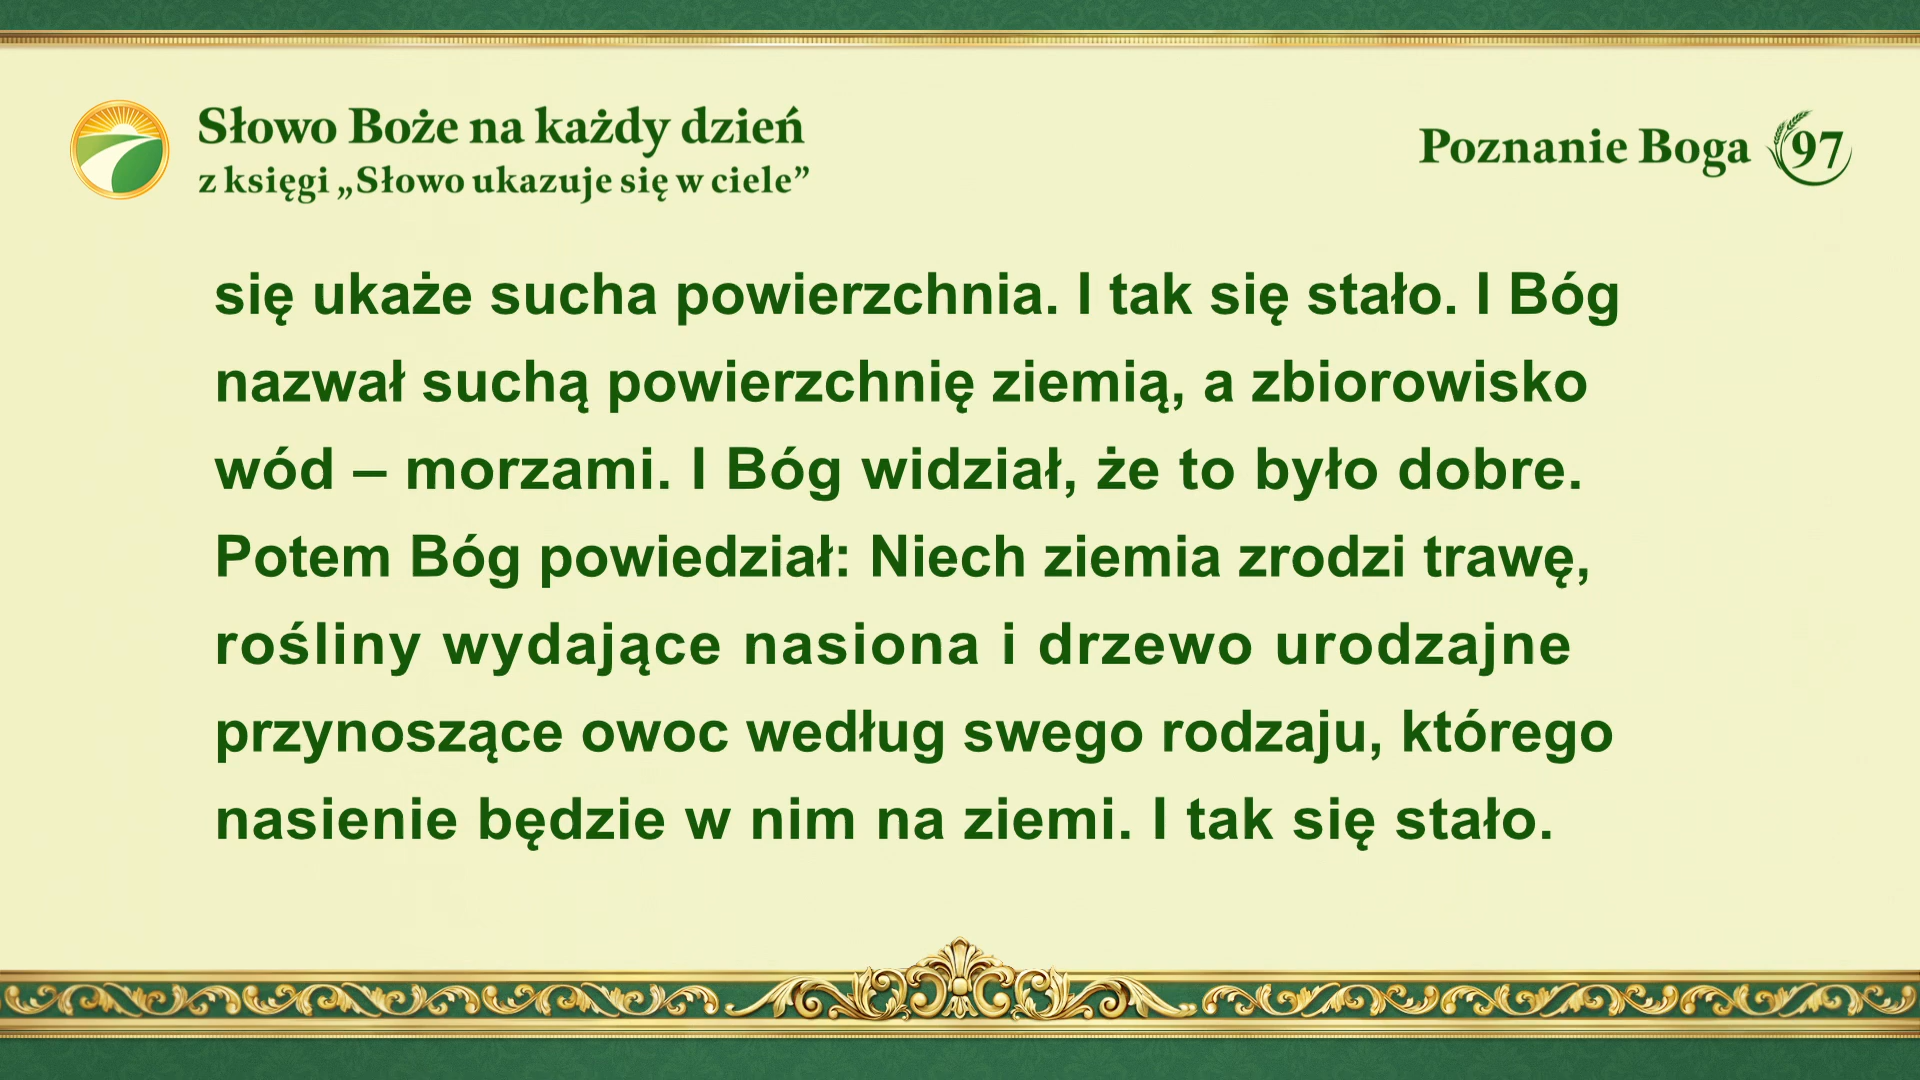 Słowo Boże na każdy dzień
z księgi „Słowo ukazuje się w ciele”
Poznanie Boga 97
się ukaże sucha powierzchnia. I tak się stało. I Bóg
nazwał suchą powierzchnię ziemią, a zbiorowisko
wód – morzami. I Bóg widział, że to było dobre.
Potem Bóg powiedział: Niech ziemia zrodzi trawę,
rośliny wydające nasiona i drzewo urodzajne
przynoszące owoc według swego rodzaju, którego
nasienie będzie w nim na ziemi. I tak się stało.